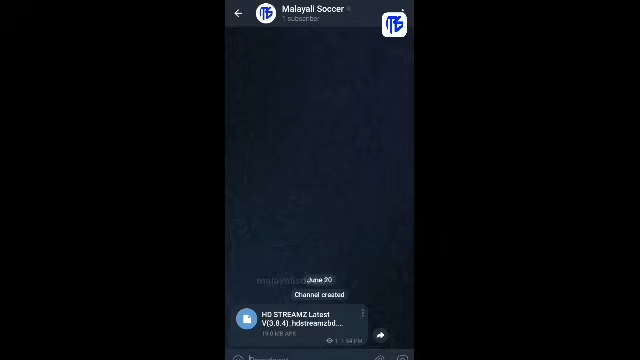 Malayali Soccer
1 subscriber
June 20
Channel created
HD STREAMZ Latest
V(3.8.4)_hdstreamzbd....
19.0 MB APK